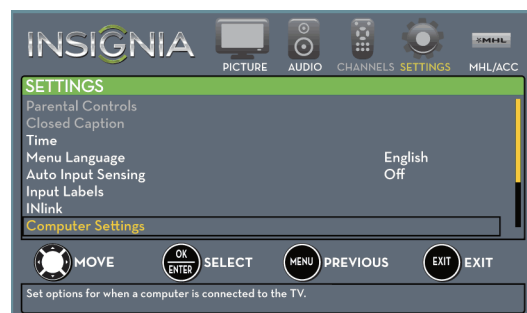 INSIGNIA
PICTURE AUDIO CHANNELS SETTINGS MHL MHL/ACC
SETTINGS
Parental Controls
Closed Caption
Time
Menu Language English
Auto Input Sensing Off
Input Labels
INlink
Computer Settings
MOVE OK ENTER SELECT MENU PREVIOUS EXIT EXIT
Set options for when a computer is connected to the TV.